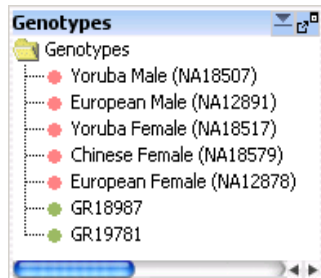 Genotypes
Genotypes
Yoruba Male (NA18507)
European Male (NA12891)
Yoruba Female (NA18517)
Chinese Female (NA18579)
European Female (NA12878)
GR18987
GR19781